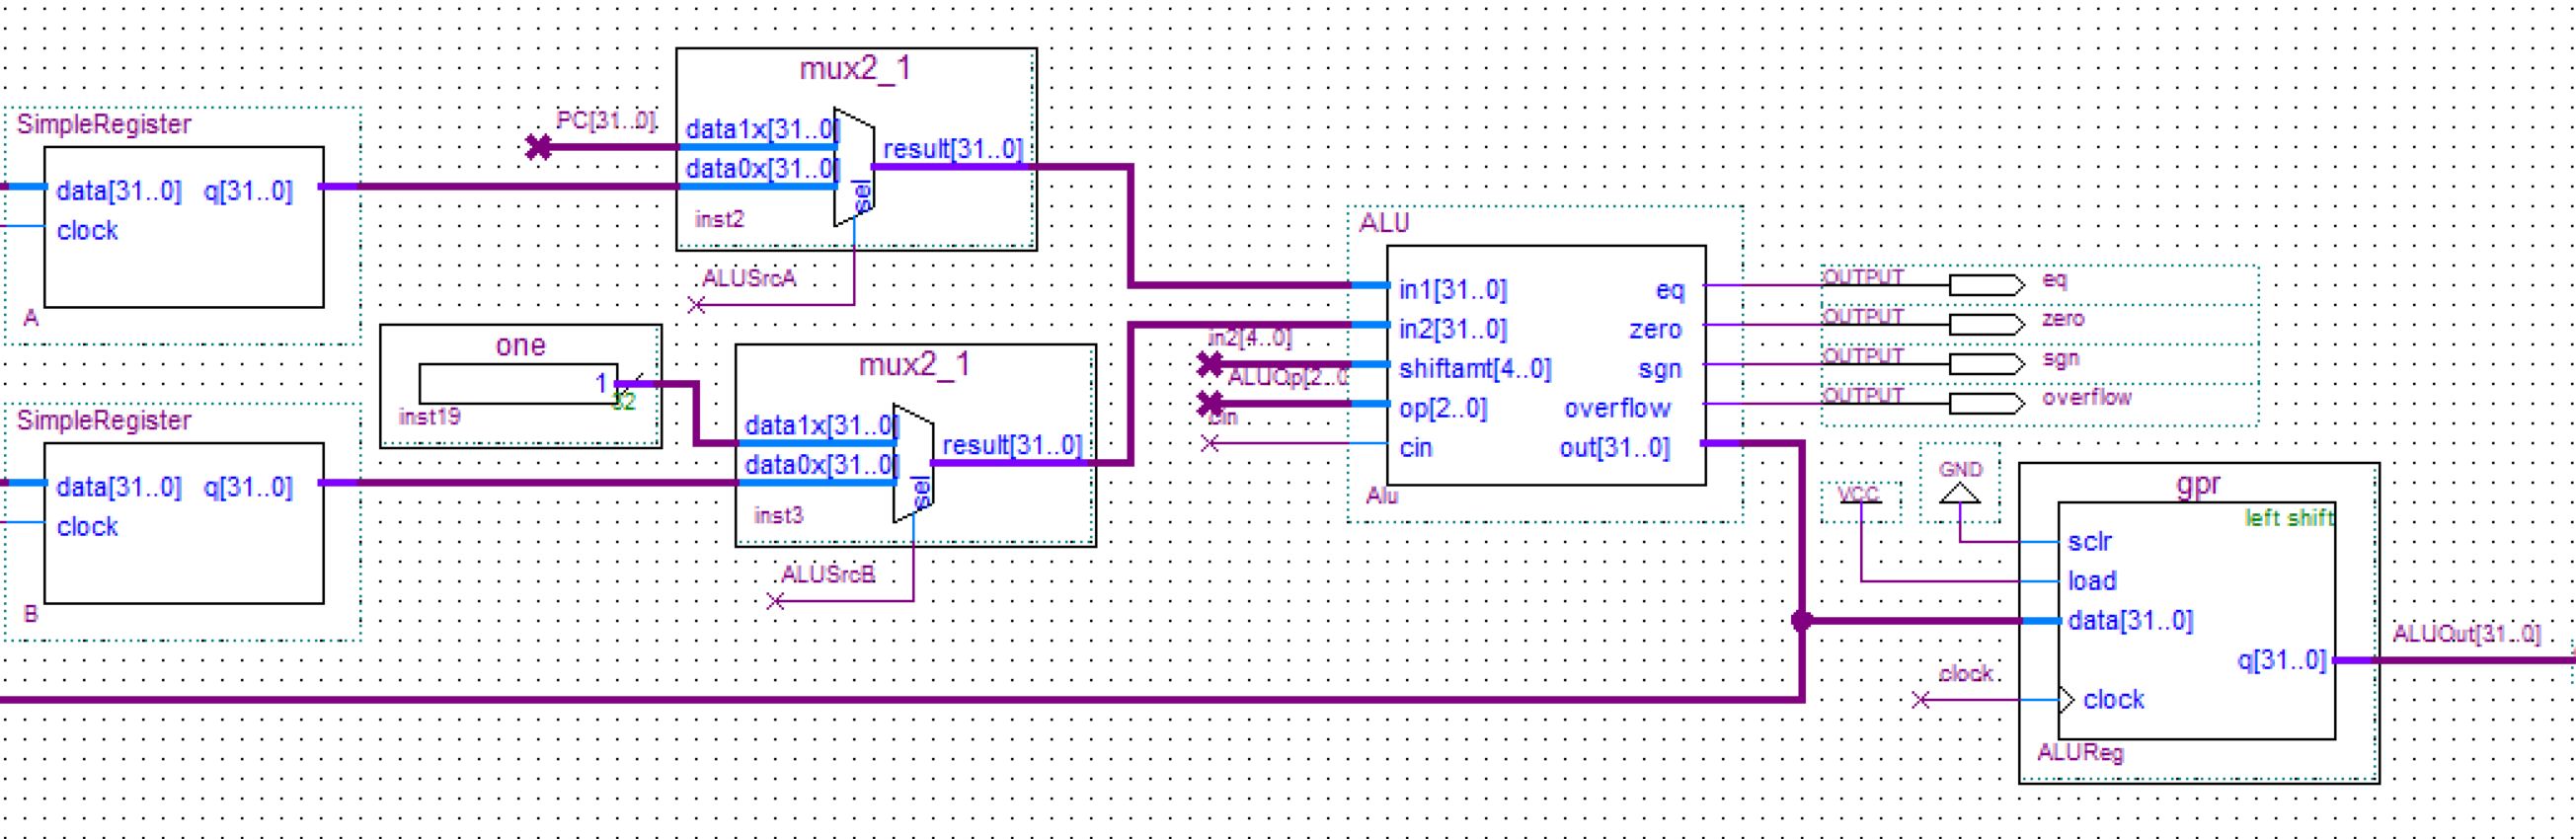 mux2_1
PC[31..0]
data1x[31..0]
data0x[31..0]
result[31..0]
sel
inst2
ALUSrcA
SimpleRegister
data[31..0] q[31..0]
clock
A
one
1
32
inst19
mux2_1
data1x[31..0]
data0x[31..0]
result[31..0]
sel
inst3
ALUSrcB
SimpleRegister
data[31..0] q[31..0]
clock
B
ALU
in1[31..0] eq
in2[31..0] zero
in2[4..0]
shiftamt[4..0] sgn
ALUOp[2..0
op[2..0] overflow
cin
cin out[31..0]
Alu
OUTPUT eq
OUTPUT zero
OUTPUT sgn
OUTPUT overflow
VCC
GND
gpr
left shift
sclr
load
data[31..0]
q[31..0]
clock
clock
ALUReg
ALUOut[31..0]